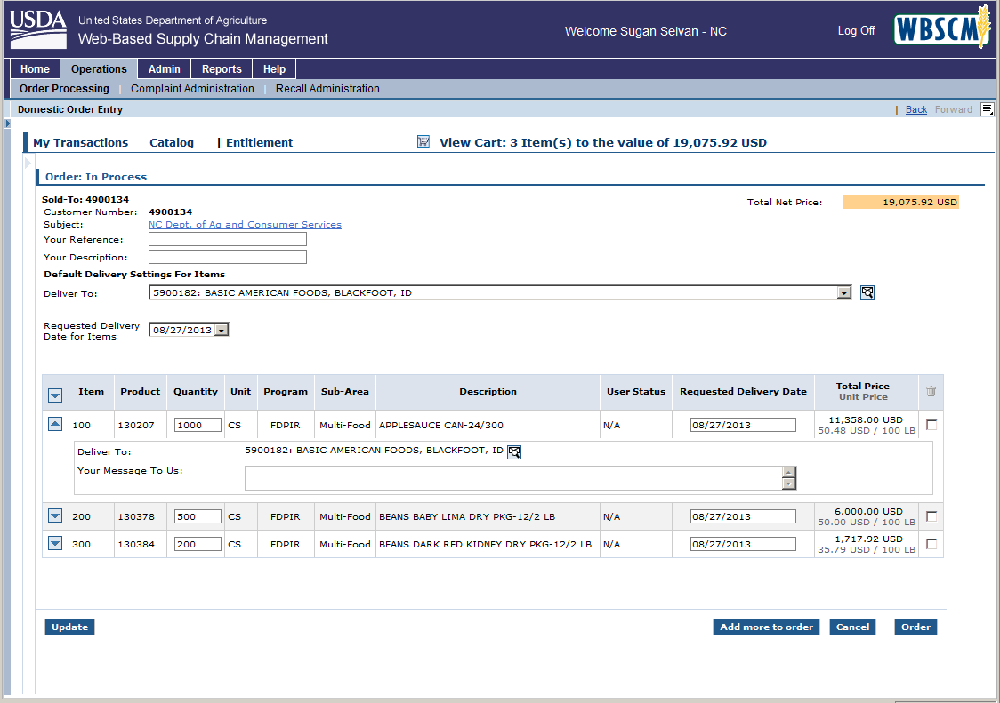 USDA United States Department of Agriculture
Web-Based Supply Chain Management
Welcome Sugan Selvan - NC
Log Off
WBSCM
Home Operations Admin Reports Help
Order Processing | Complaint Administration | Recall Administration
Domestic Order Entry
| Back Forward
My Transactions Catalog | Entitlement View Cart: 3 Item(s) to the value of 19,075.92 USD
Order: In Process
Sold-To: 4900134
Total Net Price: 19,075.92 USD
Customer Number: 4900134
Subject: NC Dept. of Ag and Consumer Services
Your Reference:
Your Description:
Default Delivery Settings For Items
Deliver To: 5900182: BASIC AMERICAN FOODS, BLACKFOOT, ID
Requested Delivery
Date for Items 08/27/2013
Item Product Quantity Unit Program Sub-Area Description User Status Requested Delivery Date Total Price
Unit Price
100 130207 1000 CS FDPIR Multi-Food APPLESAUCE CAN-24/300 N/A 08/27/2013 11,358.00 USD
50.48 USD / 100 LB
Deliver To: 5900182: BASIC AMERICAN FOODS, BLACKFOOT, ID
Your Message To Us:
200 130378 500 CS FDPIR Multi-Food BEANS BABY LIMA DRY PKG-12/2 LB N/A 08/27/2013 6,000.00 USD
50.00 USD / 100 LB
300 130384 200 CS FDPIR Multi-Food BEANS DARK RED KIDNEY DRY PKG-12/2 LB N/A 08/27/2013 1,717.92 USD
35.79 USD / 100 LB
Update Add more to order Cancel Order